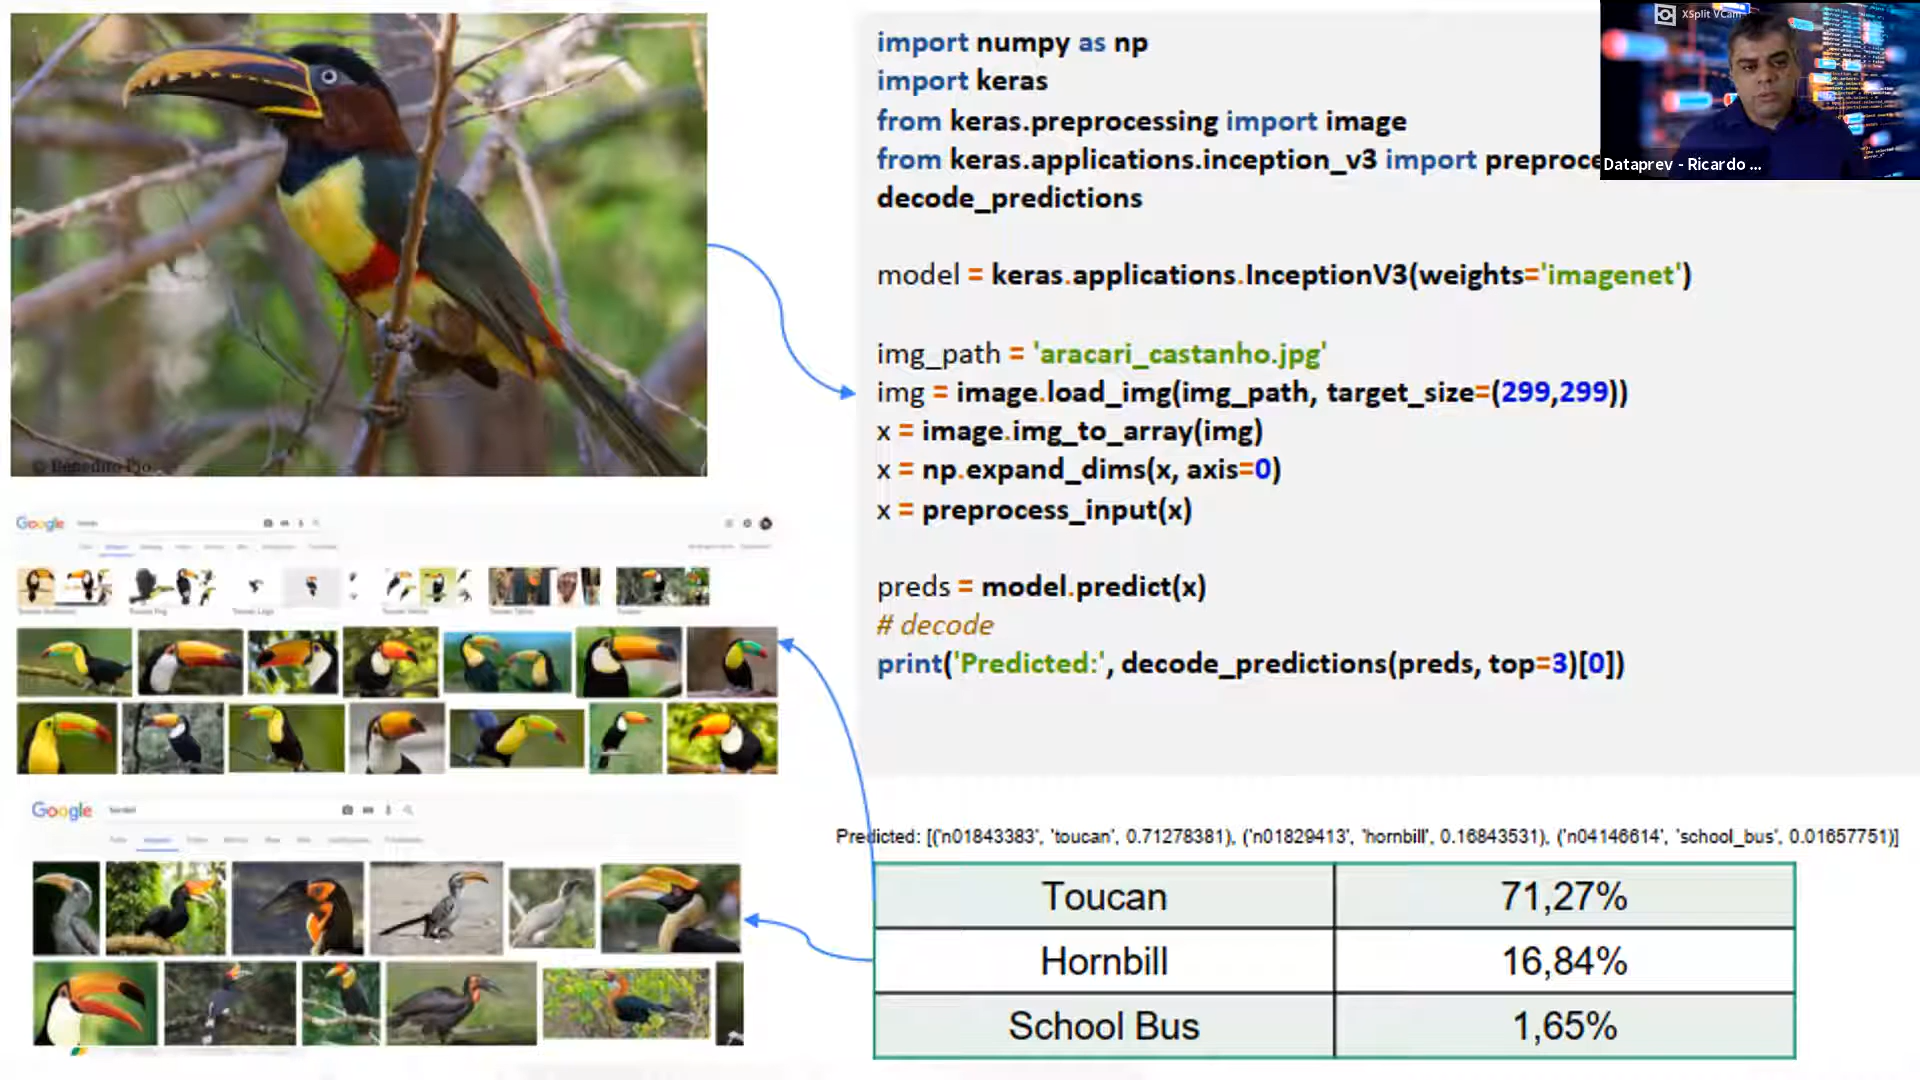 import numpy as np
import keras
from keras.preprocessing import image
from keras.applications.inception_v3 import preproce
decode_predictions
model = keras.applications.InceptionV3(weights='imagenet')
img_path = 'aracari_castanho.jpg'
img = image.load_img(img_path, target_size=(299,299))
x = image.img_to_array(img)
x = np.expand_dims(x, axis=0)
x = preprocess_input(x)
preds = model.predict(x)
# decode
print('Predicted:', decode_predictions(preds, top=3)[0])
XSplit VCam
Dataprev - Ricardo ...
Google
Google
Predicted: [('n01843383', 'toucan', 0.71278381), ('n01829413', 'hornbill', 0.16843531), ('n04146614', 'school_bus', 0.01657751)]
Toucan 71,27%
Hornbill 16,84%
School Bus 1,65%